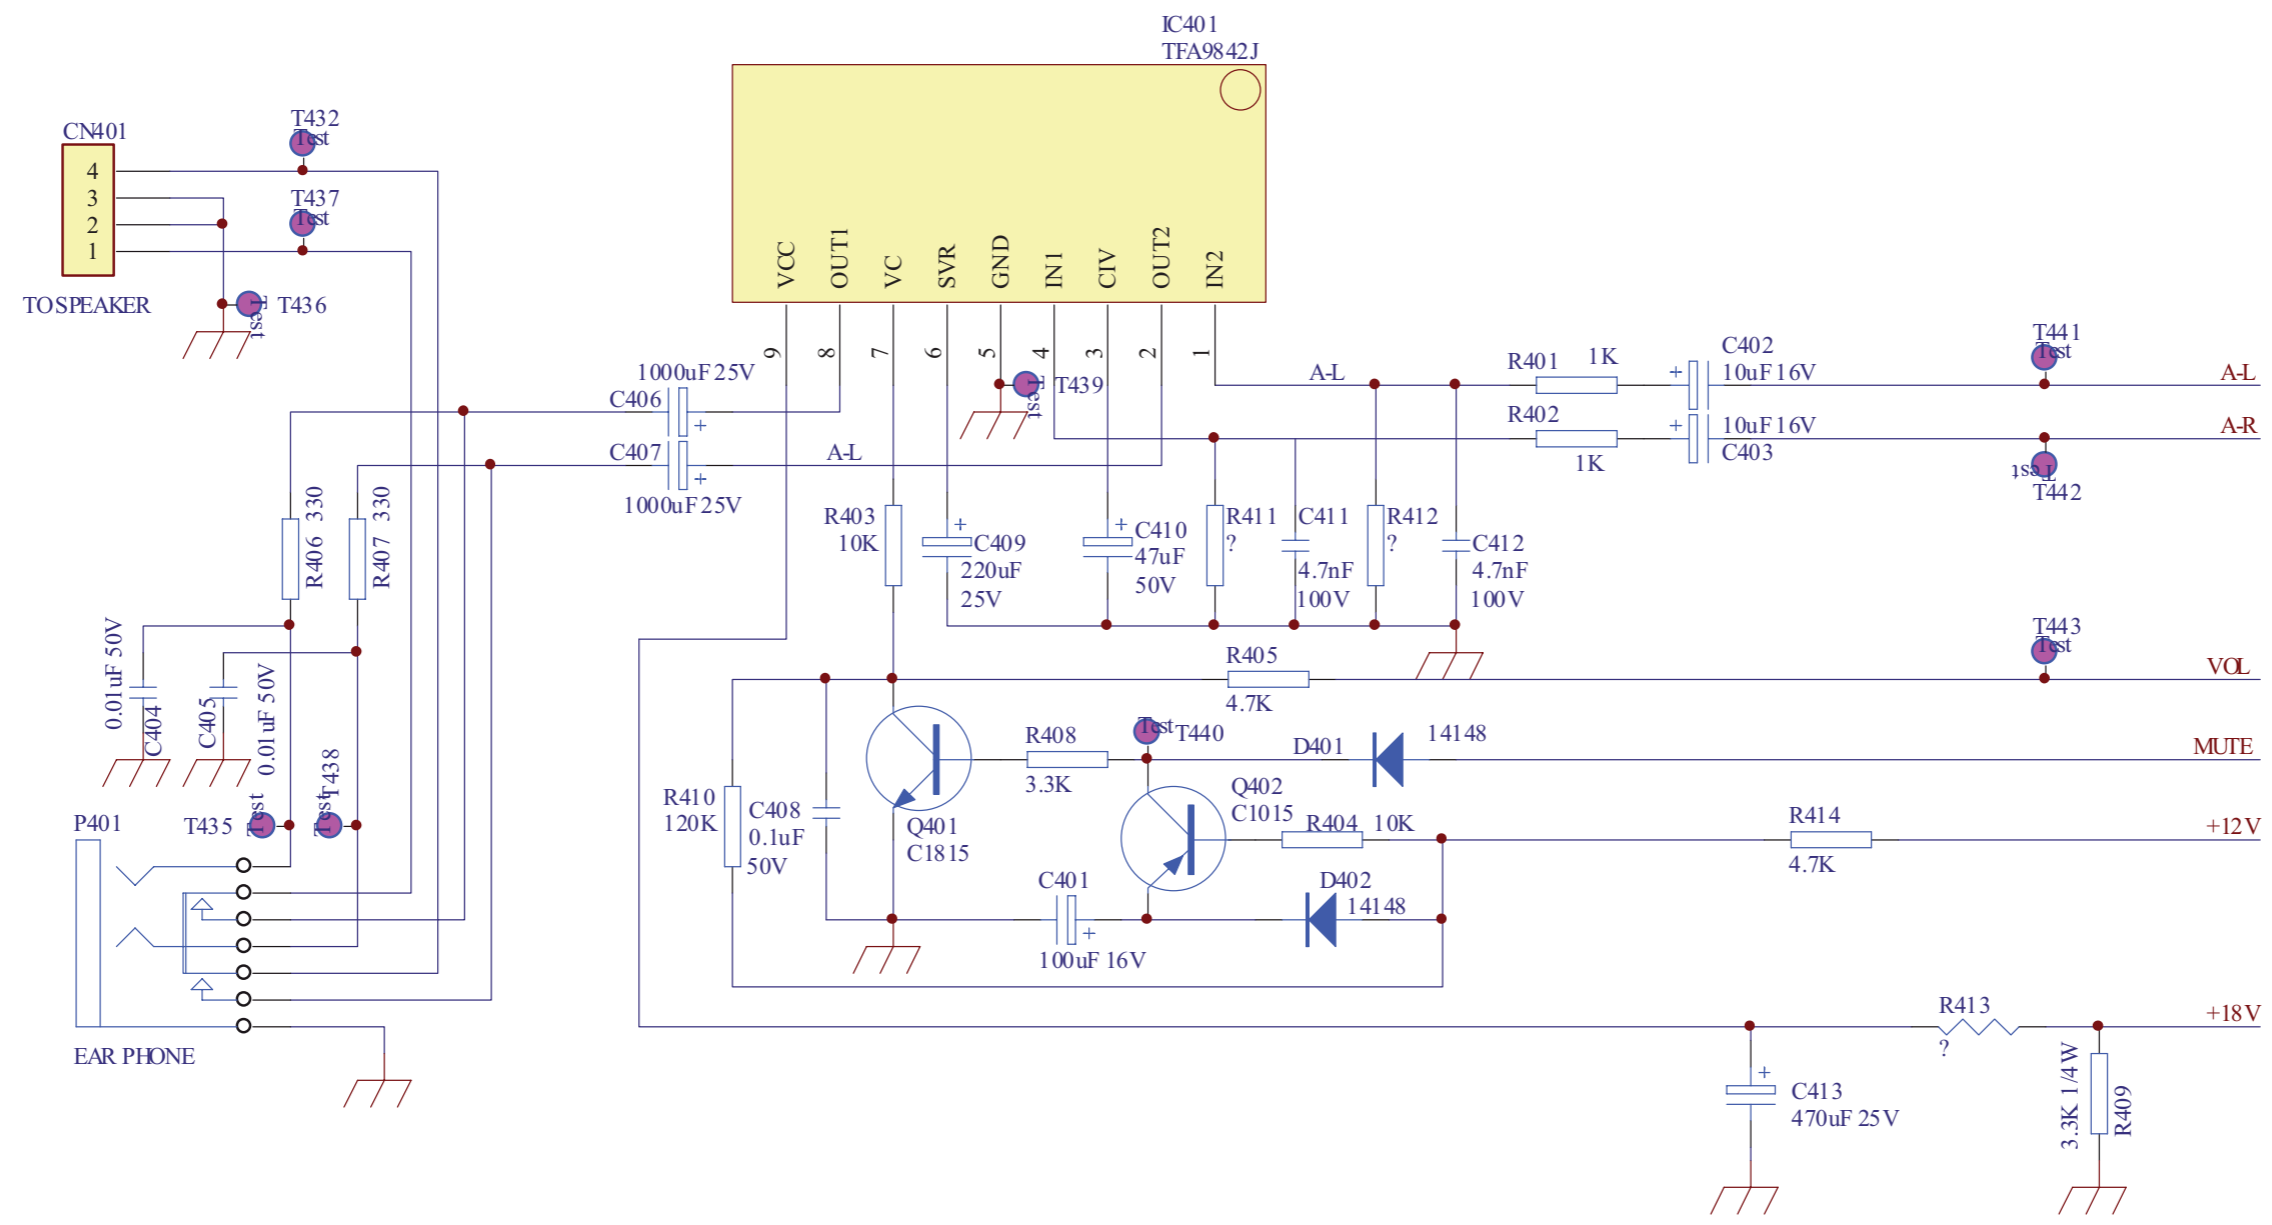 IC401
TFA9842J
VCC
OUT1
VC
SVR
GND
IN1
CIV
OUT2
IN2
9
8
7
6
5
4
3
2
1
CN401
4
3
2
1
TO SPEAKER
T432
Test
T437
Test
T436
Test
1000uF 25V
C406
+
C407
+
1000uF 25V
A-L
T439
Test
A-L
R401
1K
+
C402
10uF 16V
T441
Test
A-L
R402
1K
+
10uF 16V
C403
Test
T442
A-R
R406 330
R407 330
R403
10K
+
C409
220uF
25V
+
C410
47uF
50V
R411
?
C411
4.7nF
100V
R412
?
C412
4.7nF
100V
0.01uF 50V
C404
C405
0.01uF 50V
R405
4.7K
T443
Test
VOL
Test
T440
R408
3.3K
D401
14148
MUTE
R410
120K
C408
0.1uF
50V
Q401
C1815
Q402
C1015
R404
10K
R414
4.7K
+12V
C401
+
100uF 16V
D402
14148
P401
T435
Test
Test
T438
EAR PHONE
R413
?
+18V
+
C413
470uF 25V
3.3K 1/4W
R409